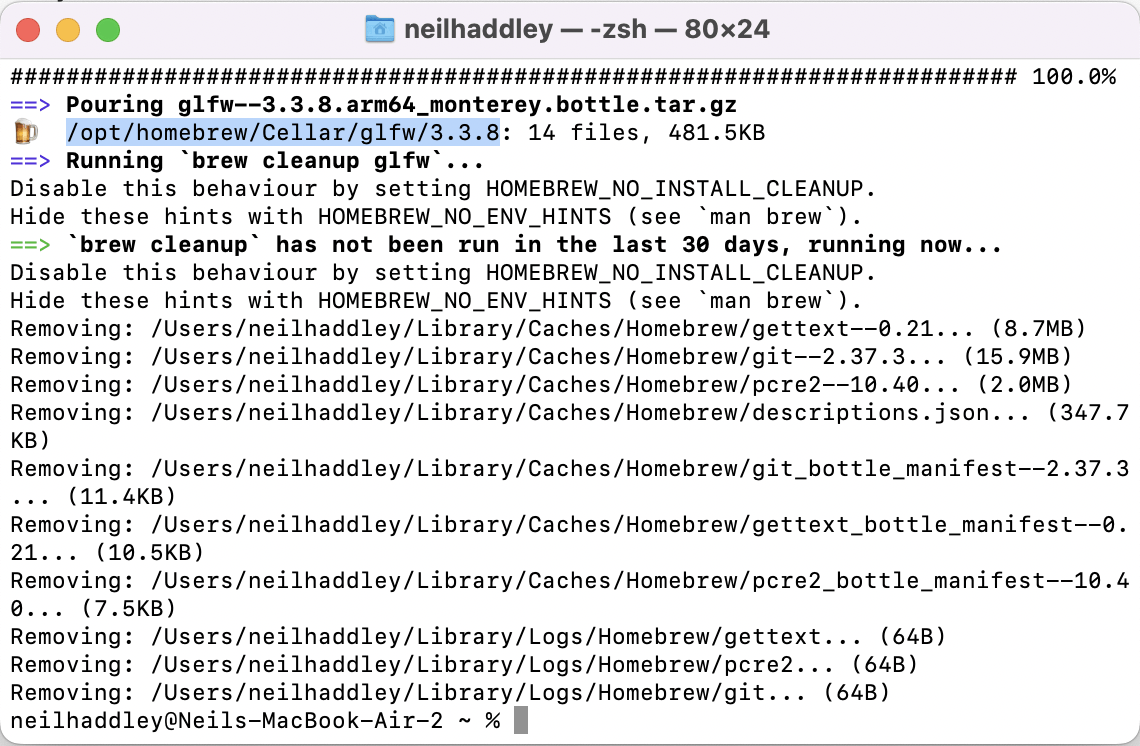 neilhaddley — -zsh — 80×24
######################################################################## 100.0%
==> Pouring glfw--3.3.8.arm64_monterey.bottle.tar.gz
🍺 /opt/homebrew/Cellar/glfw/3.3.8: 14 files, 481.5KB
==> Running `brew cleanup glfw`...
Disable this behaviour by setting HOMEBREW_NO_INSTALL_CLEANUP.
Hide these hints with HOMEBREW_NO_ENV_HINTS (see `man brew`).
==> `brew cleanup` has not been run in the last 30 days, running now...
Disable this behaviour by setting HOMEBREW_NO_INSTALL_CLEANUP.
Hide these hints with HOMEBREW_NO_ENV_HINTS (see `man brew`).
Removing: /Users/neilhaddley/Library/Caches/Homebrew/gettext--0.21... (8.7MB)
Removing: /Users/neilhaddley/Library/Caches/Homebrew/git--2.37.3... (15.9MB)
Removing: /Users/neilhaddley/Library/Caches/Homebrew/pcre2--10.40... (2.0MB)
Removing: /Users/neilhaddley/Library/Caches/Homebrew/descriptions.json... (347.7
KB)
Removing: /Users/neilhaddley/Library/Caches/Homebrew/git_bottle_manifest--2.37.3
... (11.4KB)
Removing: /Users/neilhaddley/Library/Caches/Homebrew/gettext_bottle_manifest--0.
21... (10.5KB)
Removing: /Users/neilhaddley/Library/Caches/Homebrew/pcre2_bottle_manifest--10.4
0... (7.5KB)
Removing: /Users/neilhaddley/Library/Logs/Homebrew/gettext... (64B)
Removing: /Users/neilhaddley/Library/Logs/Homebrew/pcre2... (64B)
Removing: /Users/neilhaddley/Library/Logs/Homebrew/git... (64B)
neilhaddley@Neils-MacBook-Air-2 ~ %